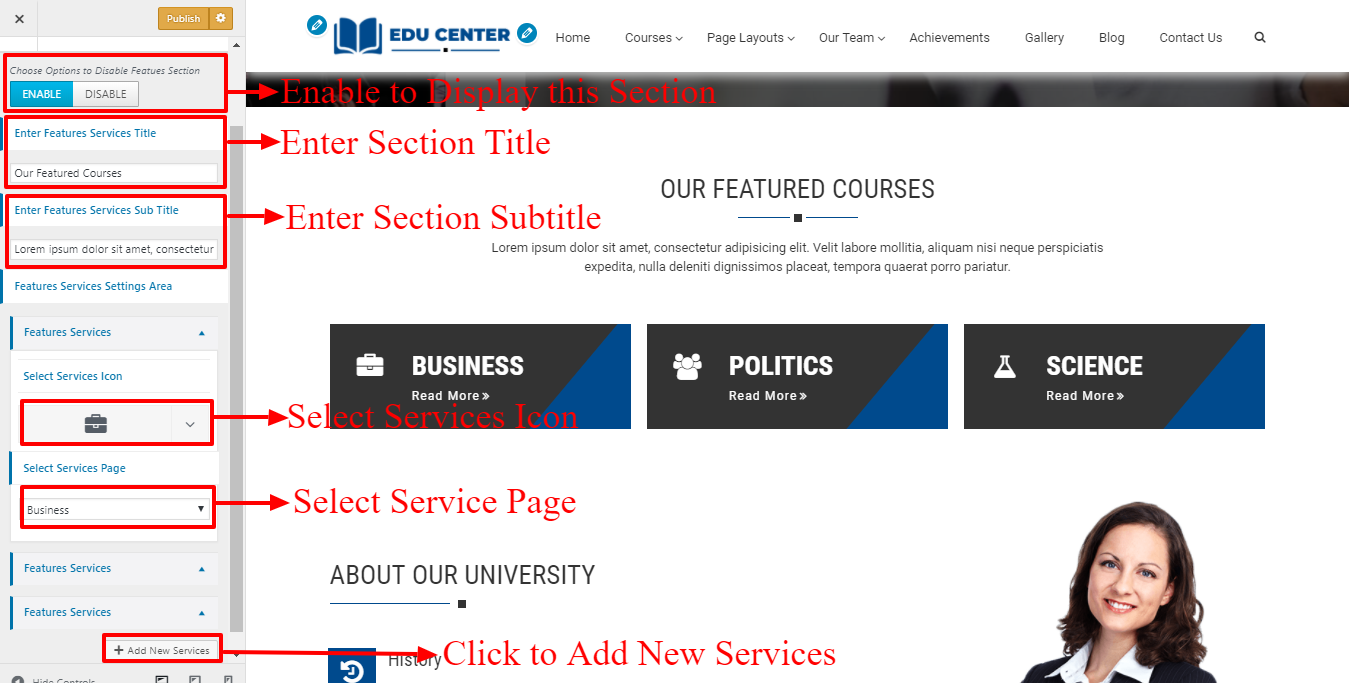 Publish
Choose Options to Disable Featues Section
ENABLE DISABLE
Enter Features Services Title
Our Featured Courses
Enter Features Services Sub Title
Lorem ipsum dolor sit amet, consectetur
Features Services Settings Area
Features Services
Select Services Icon
Select Services Page
Business
Features Services
Features Services
Add New Services
Hide Controls
EDU CENTER
Home Courses Page Layouts Our Team Achievements Gallery Blog Contact Us
Enable to Display this Section
Enter Section Title
OUR FEATURED COURSES
Enter Section Subtitle
Lorem ipsum dolor sit amet, consectetur adipisicing elit. Velit labore mollitia, aliquam nisi neque perspiciatis
expedita, nulla deleniti dignissimos placeat, tempora quaerat porro pariatur.
BUSINESS
Read More »
POLITICS
Read More »
SCIENCE
Read More »
Select Services Icon
Select Service Page
ABOUT OUR UNIVERSITY
History
Click to Add New Services